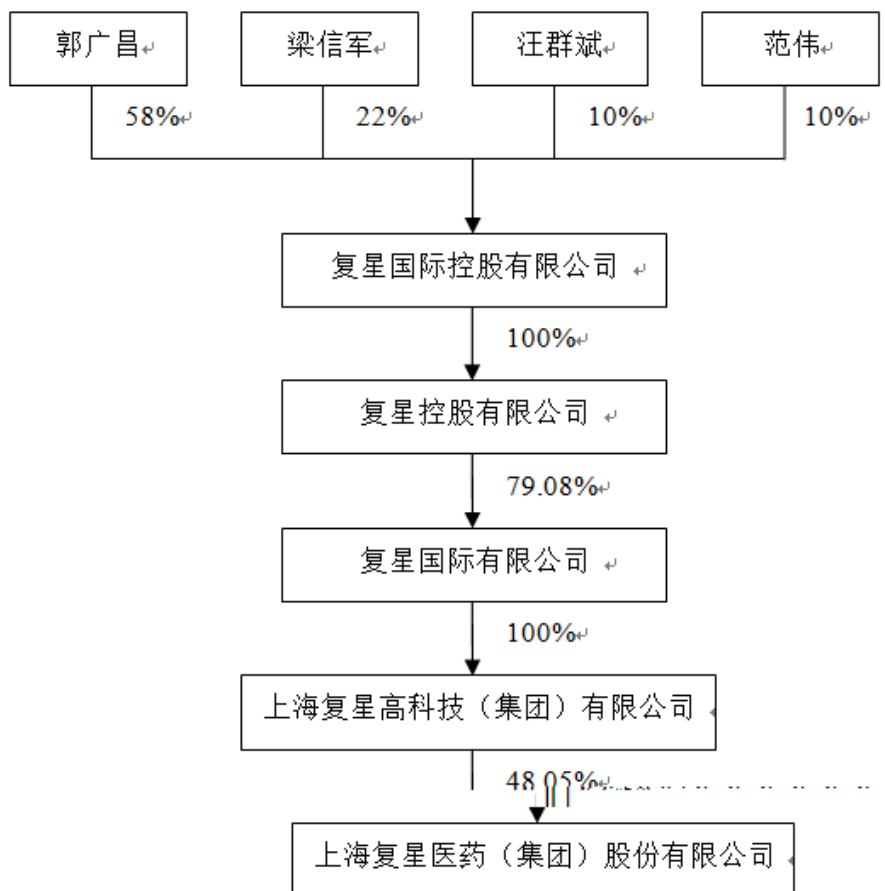 郭广昌 梁信军 汪群斌 范伟
58% 22% 10% 10%
复星国际控股有限公司
100%
复星控股有限公司
79.08%
复星国际有限公司
100%
上海复星高科技（集团）有限公司
48.05%
上海复星医药（集团）股份有限公司